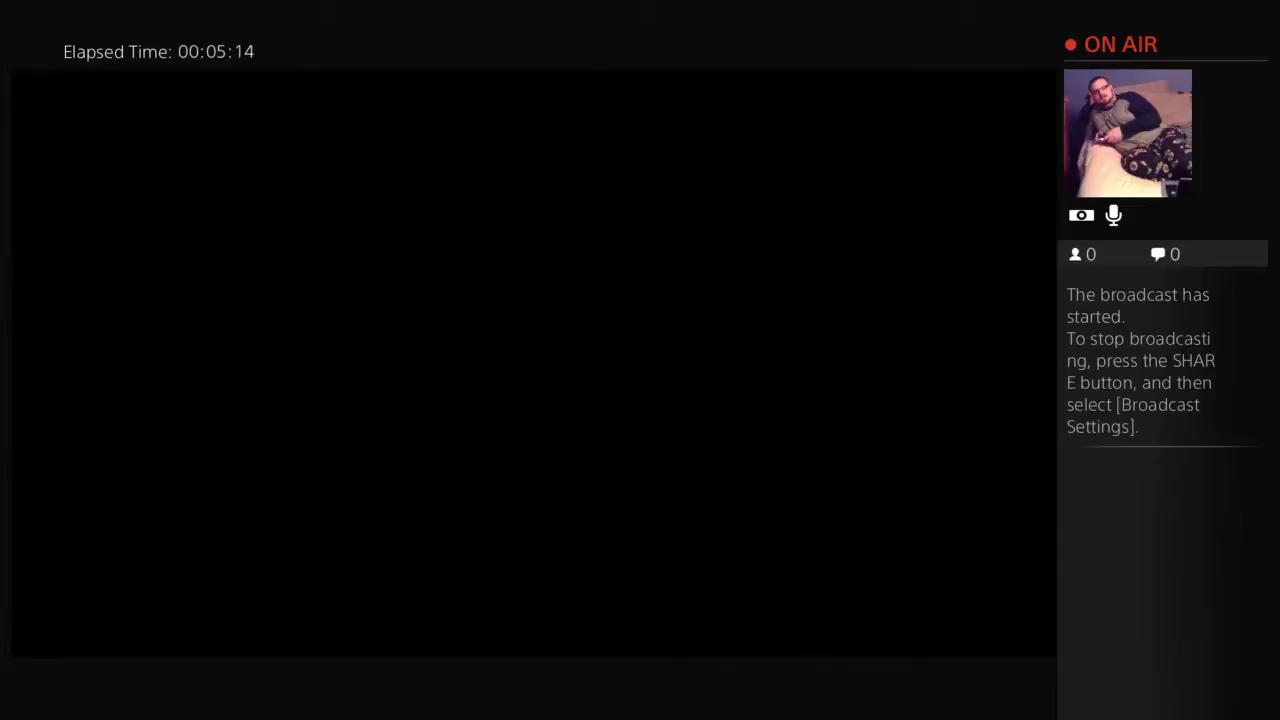 Elapsed Time: 00:05:14
ON AIR
0 0
The broadcast has
started.
To stop broadcasti
ng, press the SHAR
E button, and then
select [Broadcast
Settings].